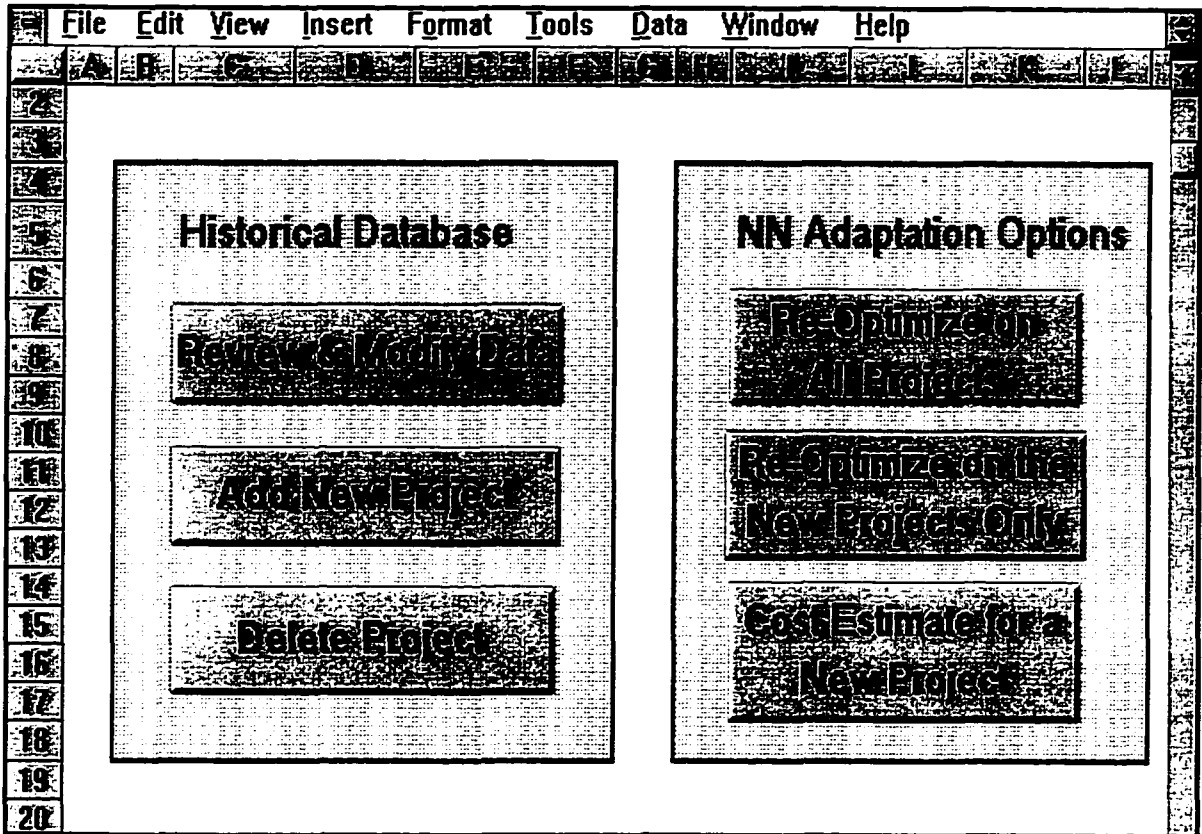 File Edit View Insert Format Tools Data Window Help
A B C D E F G H I K L
2
3
4
5
6
7
8
9
10
11
12
13
14
15
16
17
18
19
20
Historical Database
Review & Modify Data
Add New Project
Delete Project
NN Adaptation Options
Re-Optimize on
All Projects
Re-Optimize on the
New Projects Only
Cost Estimate for a
New Project